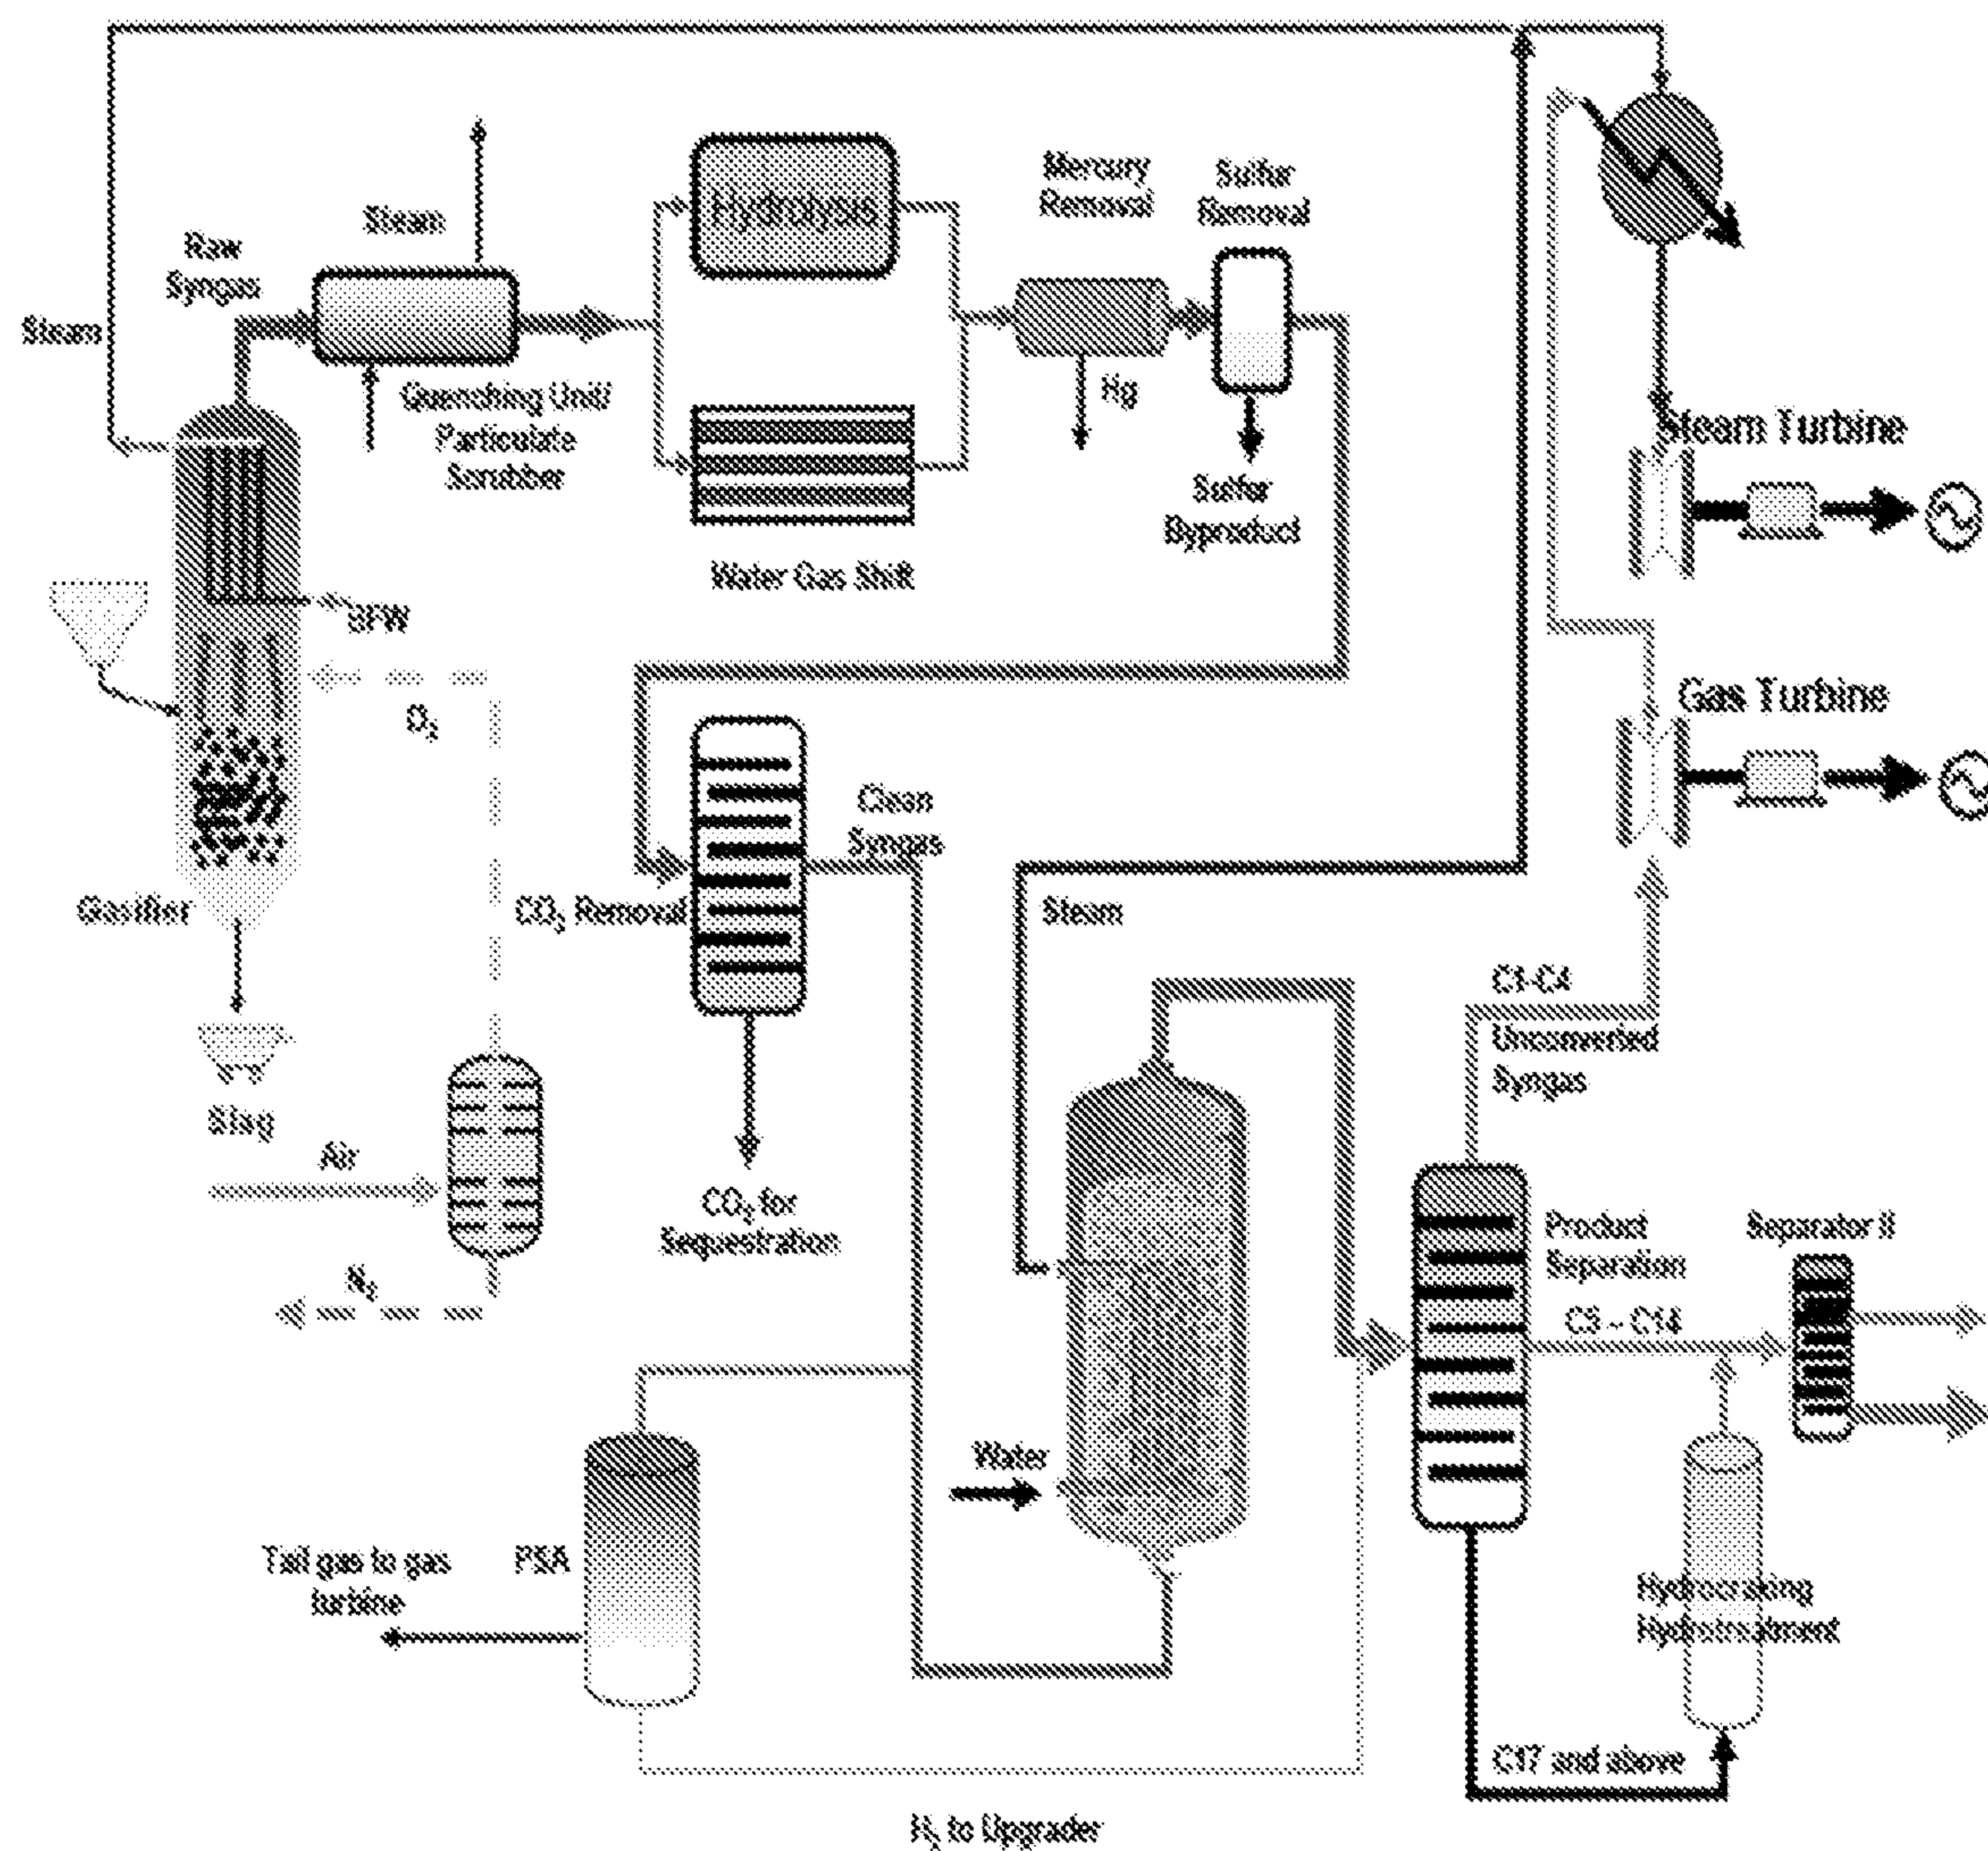 Steam
Raw
Syngas
Steam
Quenching Unit/
Particulate
Scrubber
Hydrolysis
Water Gas Shift
Mercury
Removal
Hg
Sulfur
Removal
Sulfur
Byproduct
Steam Turbine
Gas Turbine
BFW
O₂
Gasifier
Slag
Air
N₂
CO₂ Removal
Clean
Syngas
CO₂ for
Sequestration
Steam
C1-C4
Unconverted
Syngas
Product
Separation
Separator II
C5 ~ C14
Water
Tail gas to gas
turbine
PSA
Hydrocraking
Hydrotreatment
C17 and above
H₂ to Upgrader